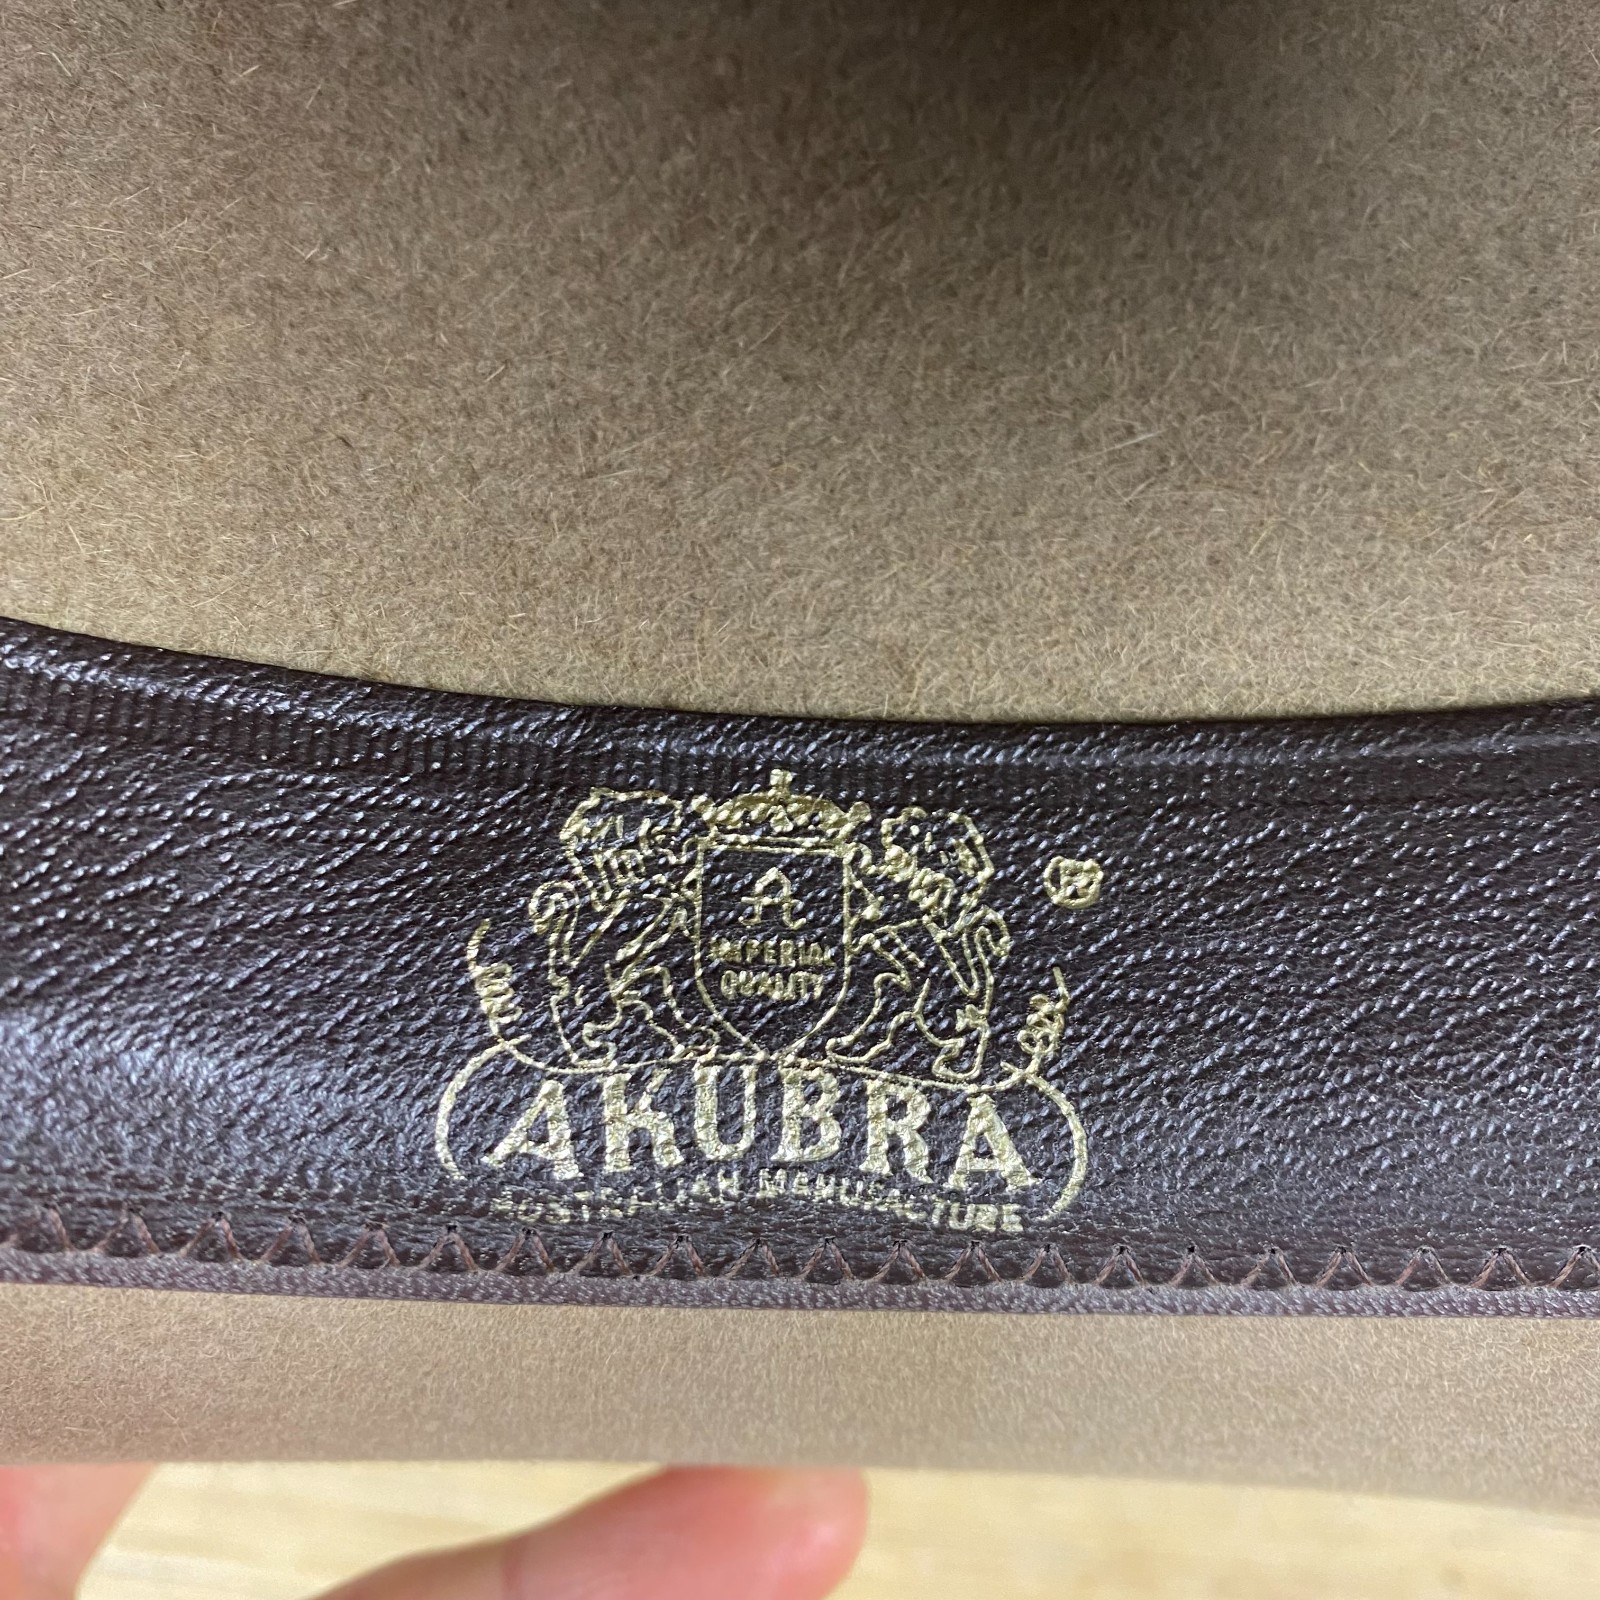 A
IMPERIAL
QUALITY
®
AKUBRA
AUSTRALIAN MANUFACTURE